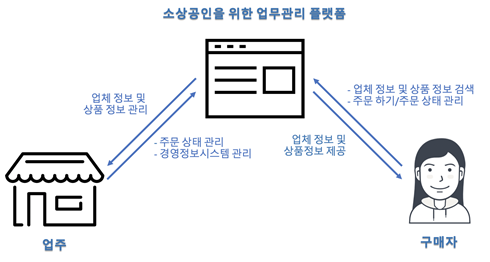 소상공인을 위한 업무관리 플랫폼
업체 정보 및
상품 정보 관리
- 주문 상태 관리
- 경영정보시스템 관리
- 업체 정보 및 상품 정보 검색
- 주문 하기/주문 상태 관리
업체 정보 및
상품정보 제공
업주
구매자